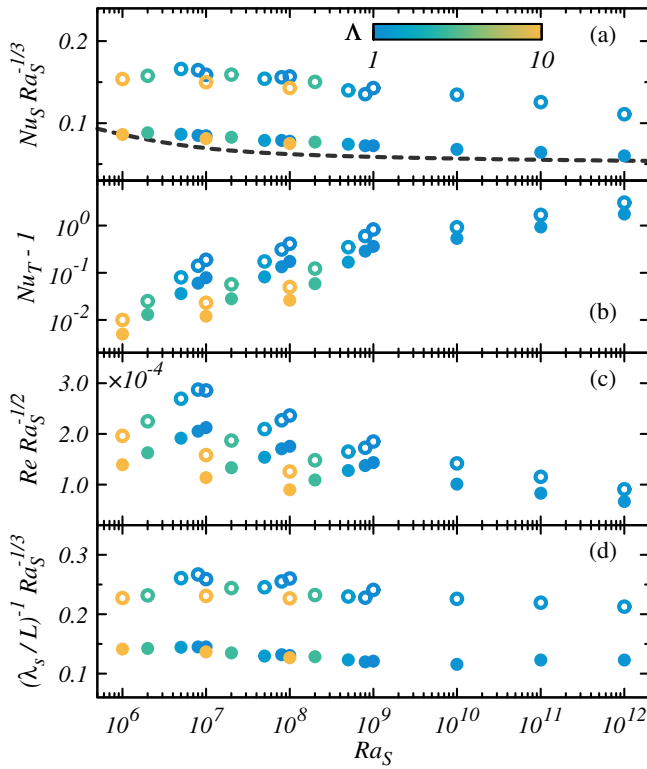 Λ
1 10
(a)
0.2
0.1
Nu_S Ra_S^{-1/3}
10^0
10^{-1}
10^{-2}
Nu_T - 1
(b)
×10^{-4}
(c)
3.0
2.0
1.0
Re Ra_S^{-1/2}
(d)
0.3
0.2
0.1
(λ_s / L)^{-1} Ra_S^{-1/3}
10^6 10^7 10^8 10^9 10^{10} 10^{11} 10^{12}
Ra_S